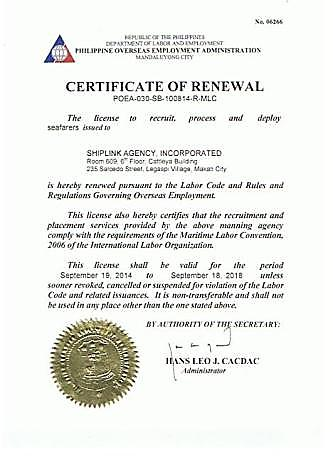 No. 06266
REPUBLIC OF THE PHILIPPINES
DEPARTMENT OF LABOR AND EMPLOYMENT
PHILIPPINE OVERSEAS EMPLOYMENT ADMINISTRATION
MANDALUYONG CITY
CERTIFICATE OF RENEWAL
POEA-030-SB-100814-R-MLC
The license to recruit, process and deploy
seafarers issued to
SHIPLINK AGENCY, INCORPORATED
Room 609, 6th Floor, Cattleya Building
235 Salcedo Street, Legaspi Village, Makati City
is hereby renewed pursuant to the Labor Code and Rules and
Regulations Governing Overseas Employment.
This license also hereby certifies that the recruitment and
placement services provided by the above manning agency
comply with the requirements of the Maritime Labor Convention,
2006 of the International Labor Organization.
This license shall be valid for the period
September 19, 2014 to September 18, 2018 unless
sooner revoked, cancelled or suspended for violation of the Labor
Code and related issuances. It is non-transferable and shall not
be used in any place other than the one stated above.
BY AUTHORITY OF THE SECRETARY:
HANS LEO J. CACDAC
Administrator